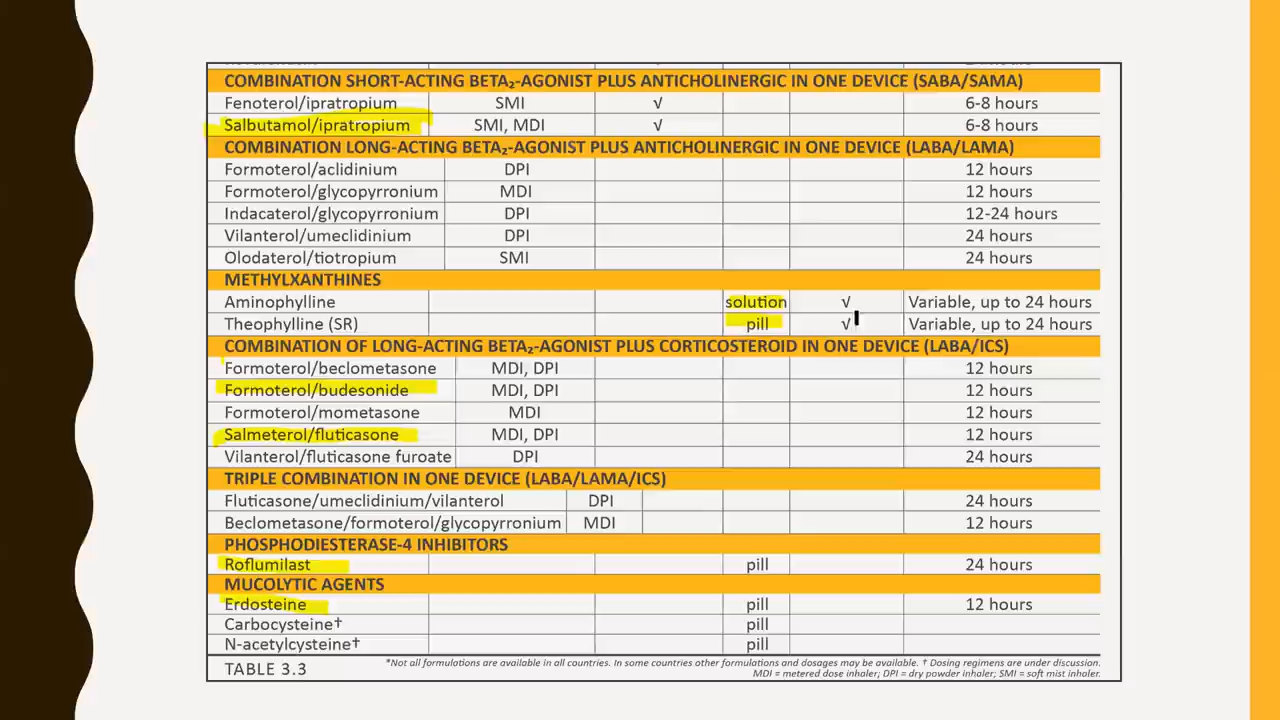 COMBINATION SHORT-ACTING BETA₂-AGONIST PLUS ANTICHOLINERGIC IN ONE DEVICE (SABA/SAMA)
Fenoterol/ipratropium SMI √ 6-8 hours
Salbutamol/ipratropium SMI, MDI √ 6-8 hours
COMBINATION LONG-ACTING BETA₂-AGONIST PLUS ANTICHOLINERGIC IN ONE DEVICE (LABA/LAMA)
Formoterol/aclidinium DPI 12 hours
Formoterol/glycopyrronium MDI 12 hours
Indacaterol/glycopyrronium DPI 12-24 hours
Vilanterol/umeclidinium DPI 24 hours
Olodaterol/tiotropium SMI 24 hours
METHYLXANTHINES
Aminophylline solution √ Variable, up to 24 hours
Theophylline (SR) pill √ Variable, up to 24 hours
COMBINATION OF LONG-ACTING BETA₂-AGONIST PLUS CORTICOSTEROID IN ONE DEVICE (LABA/ICS)
Formoterol/beclometasone MDI, DPI 12 hours
Formoterol/budesonide MDI, DPI 12 hours
Formoterol/mometasone MDI 12 hours
Salmeterol/fluticasone MDI, DPI 12 hours
Vilanterol/fluticasone furoate DPI 24 hours
TRIPLE COMBINATION IN ONE DEVICE (LABA/LAMA/ICS)
Fluticasone/umeclidinium/vilanterol DPI 24 hours
Beclometasone/formoterol/glycopyrronium MDI 12 hours
PHOSPHODIESTERASE-4 INHIBITORS
Roflumilast pill 24 hours
MUCOLYTIC AGENTS
Erdosteine pill 12 hours
Carbocysteine† pill
N-acetylcysteine† pill
TABLE 3.3
*Not all formulations are available in all countries. In some countries other formulations and dosages may be available. † Dosing regimens are under discussion.
MDI = metered dose inhaler; DPI = dry powder inhaler; SMI = soft mist inhaler.